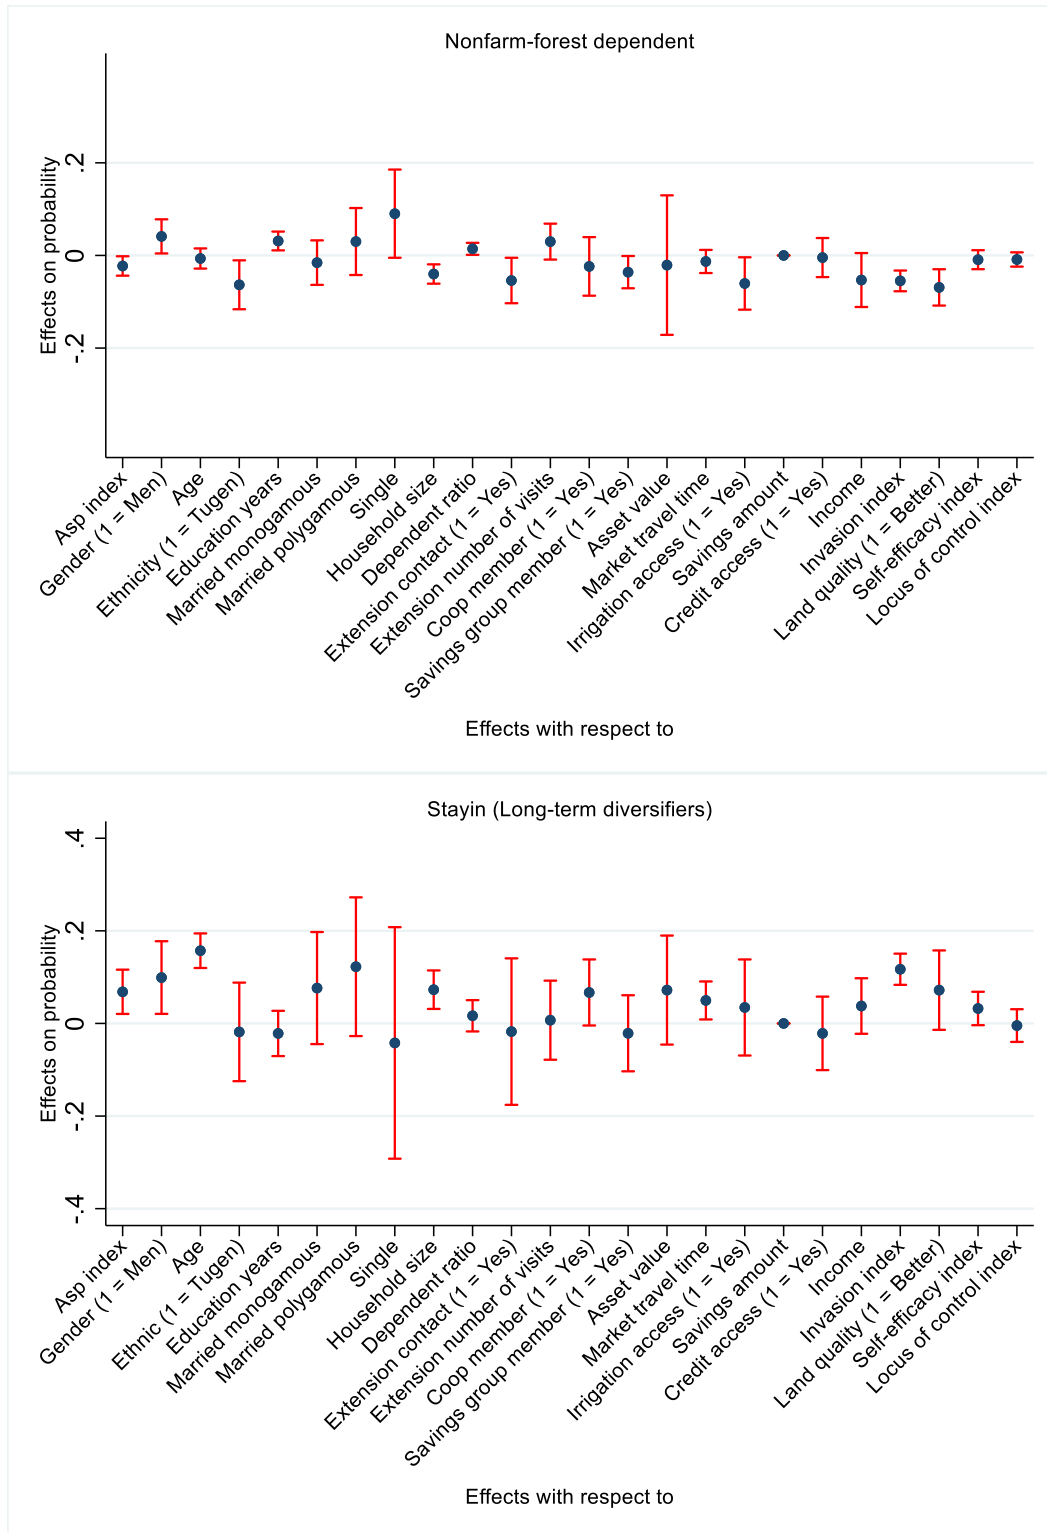 Nonfarm-forest dependent
Effects on probability
.2
0
-.2
Asp index
Gender (1 = Men)
Age
Ethnicity (1 = Tugen)
Education years
Married monogamous
Married polygamous
Single
Household size
Dependent ratio
Extension contact (1 = Yes)
Extension number of visits
Coop member (1 = Yes)
Savings group member (1 = Yes)
Asset value
Market travel time
Irrigation access (1 = Yes)
Savings amount
Credit access (1 = Yes)
Income
Invasion index
Land quality (1 = Better)
Self-efficacy index
Locus of control index
Effects with respect to
Stayin (Long-term diversifiers)
Effects on probability
.4
.2
0
-.2
-.4
Asp index
Gender (1 = Men)
Age
Ethnic (1 = Tugen)
Education years
Married monogamous
Married polygamous
Single
Household size
Dependent ratio
Extension contact (1 = Yes)
Extension number of visits
Coop member (1 = Yes)
Savings group member (1 = Yes)
Asset value
Market travel time
Irrigation access (1 = Yes)
Savings amount
Credit access (1 = Yes)
Income
Invasion index
Land quality (1 = Better)
Self-efficacy index
Locus of control index
Effects with respect to